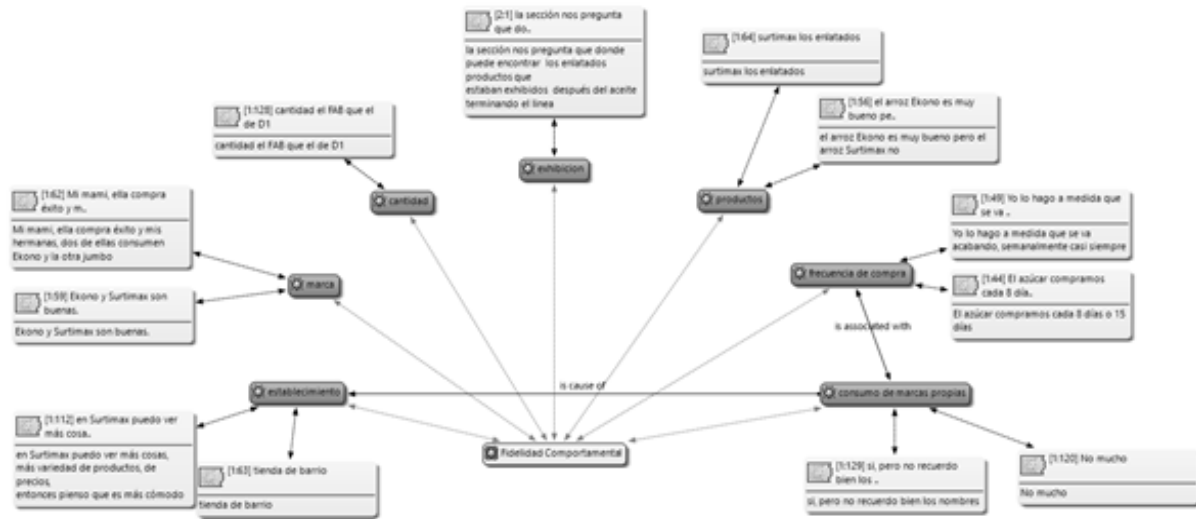 [2:1] la sección nos pregunta
que do..
la sección nos pregunta que donde
puede encontrar los enlatados
productos que
estaban exhibidos después del aceite
terminando el linea
[1:64] surtimax los enlatados
surtimax los enlatados
[1:128] cantidad el FAB que el
de D1
cantidad el FAB que el de D1
[1:56] el arroz Ekono es muy
bueno pe..
el arroz Ekono es muy bueno pero el
arroz Surtimax no
exhibicion
cantidad
productos
[1:62] Mi mami, ella compra
éxito y m..
Mi mami, ella compra éxito y mis
hermanas, dos de ellas consumen
Ekono y la otra jumbo
[1:49] Yo lo hago a medida que
se va ..
Yo lo hago a medida que se va
acabando, semanalmente casi siempre
marca
frecuencia de compra
[1:59] Ekono y Surtimax son
buenas.
Ekono y Surtimax son buenas.
[1:44] El azúcar compramos
cada 8 día..
El azúcar compramos cada 8 días o 15
días
is associated with
is cause of
establecimiento
consumo de marcas propias
[1:112] en Surtimax puedo ver
más cosa..
en Surtimax puedo ver más cosas,
más variedad de productos, de
precios,
entonces pienso que es más cómodo
[1:63] tienda de barrio
tienda de barrio
Fidelidad Comportamental
[1:129] si, pero no recuerdo
bien los ..
si, pero no recuerdo bien los nombres
[1:120] No mucho
No mucho